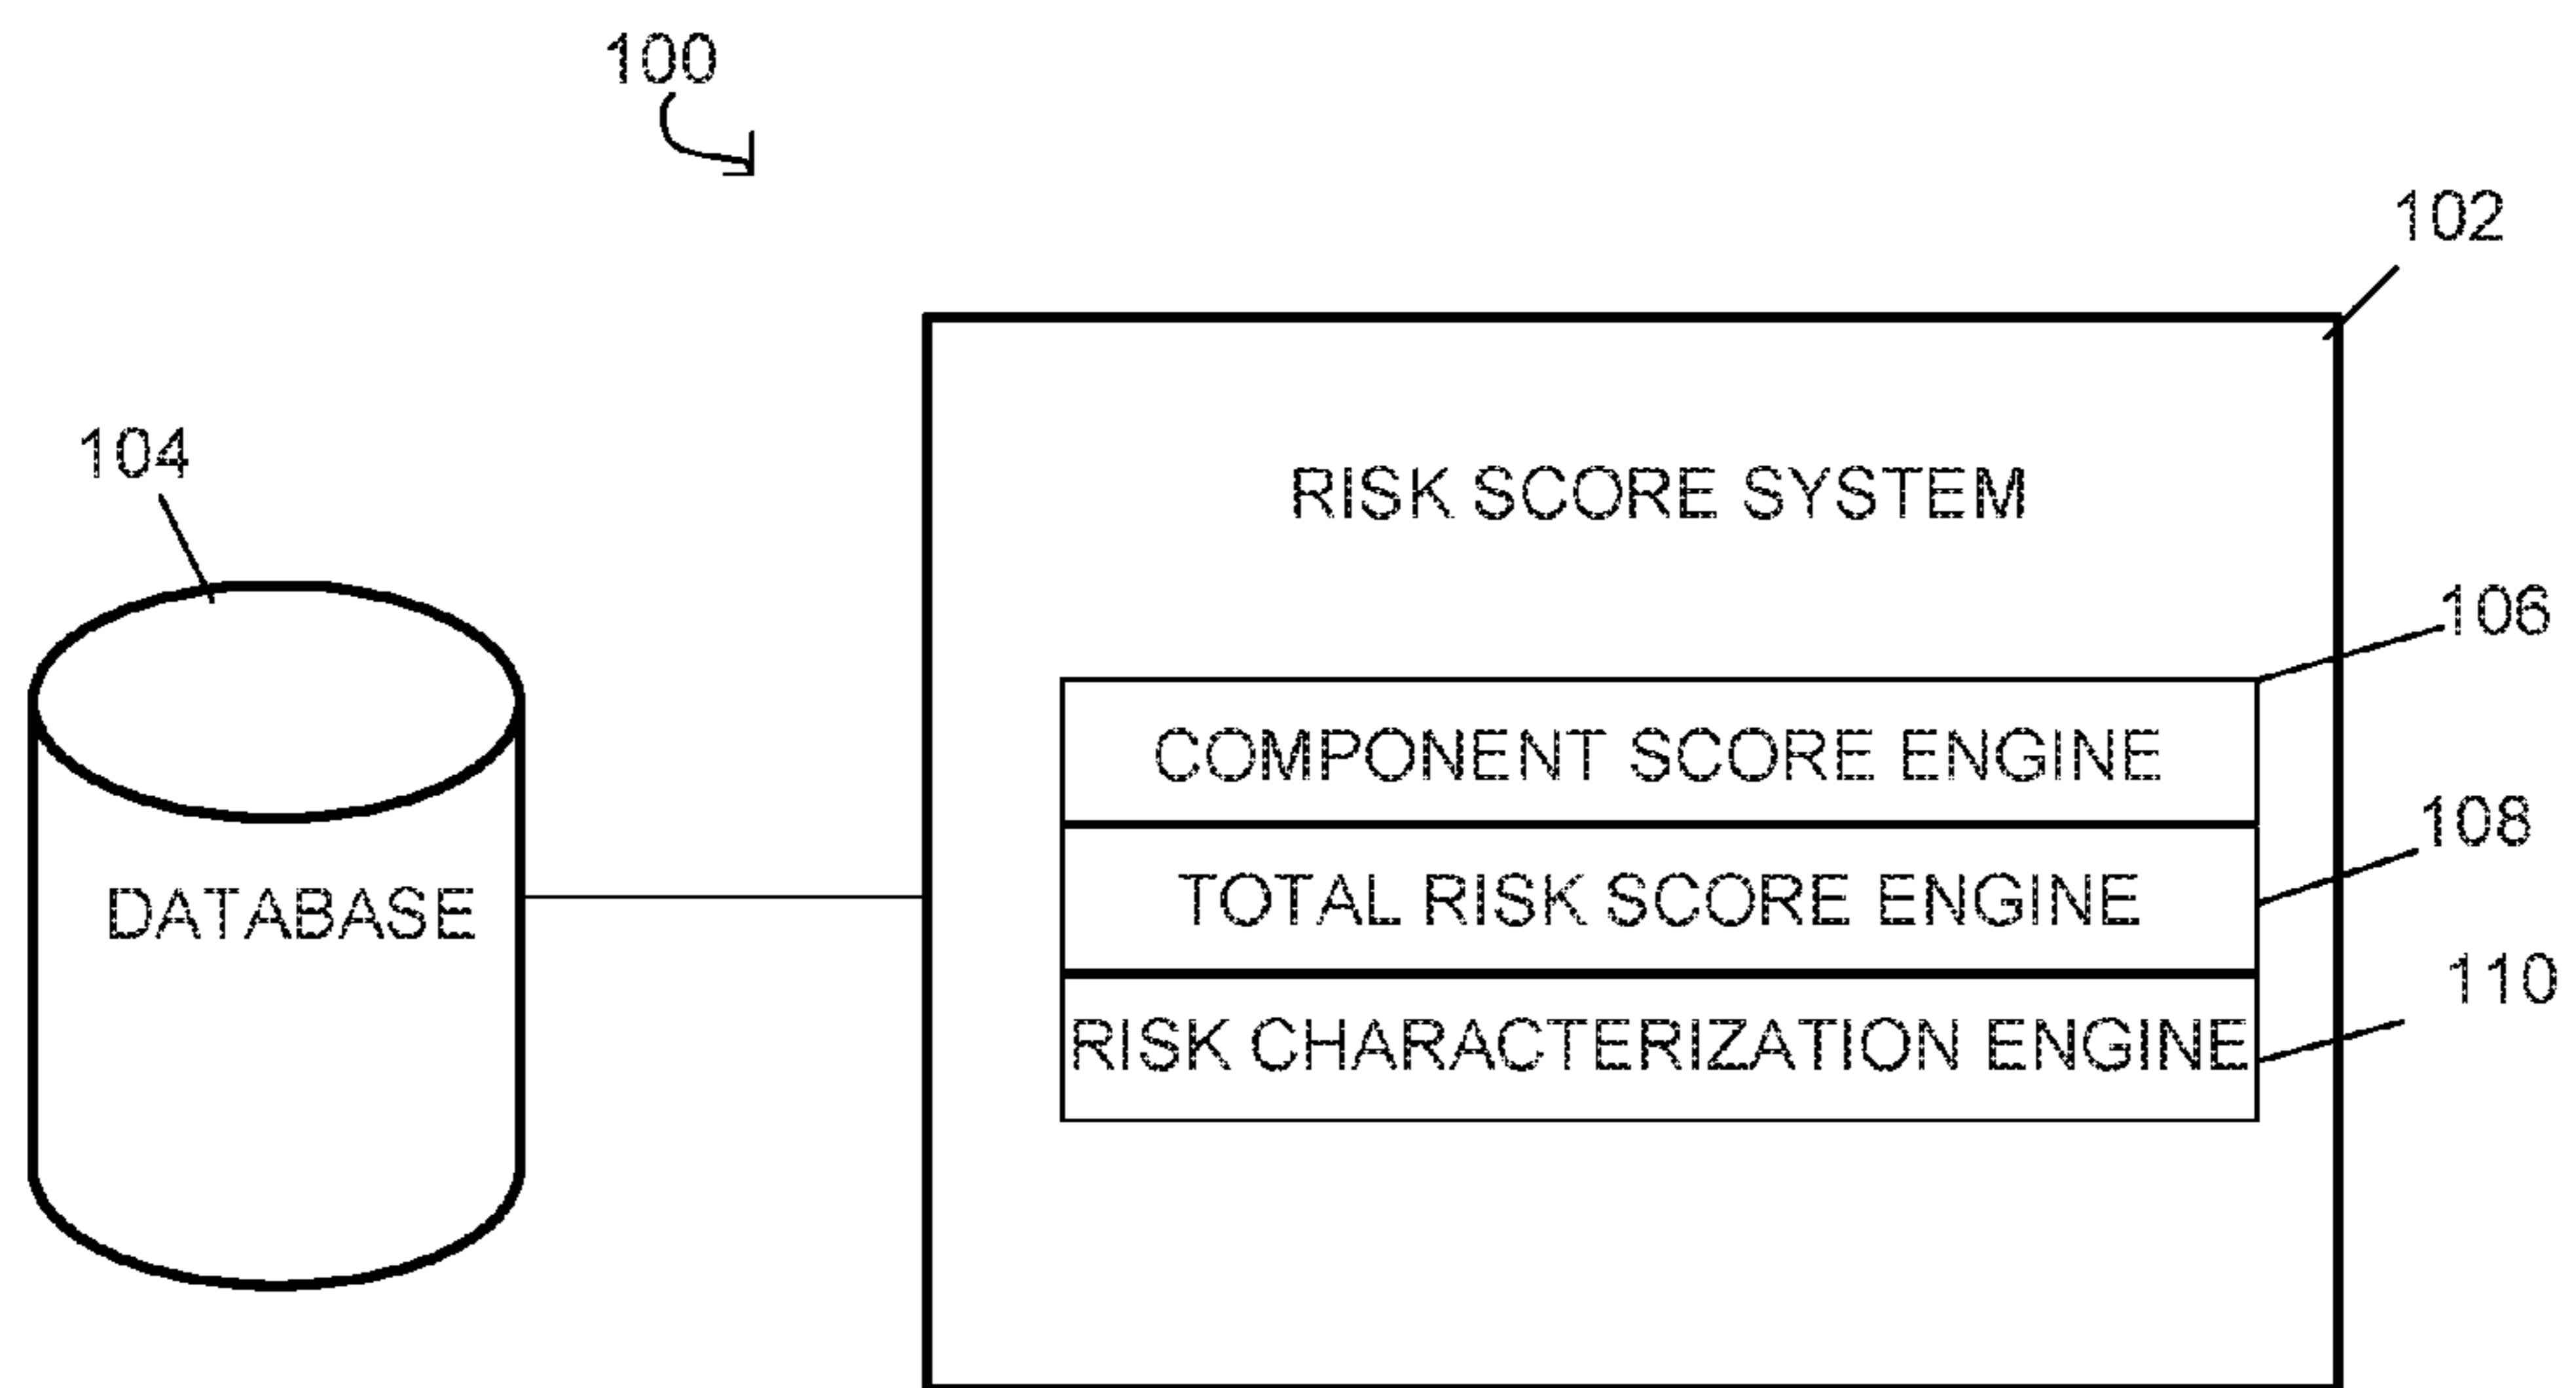 100
102
104
RISK SCORE SYSTEM
106
COMPONENT SCORE ENGINE
108
DATABASE
TOTAL RISK SCORE ENGINE
110
RISK CHARACTERIZATION ENGINE